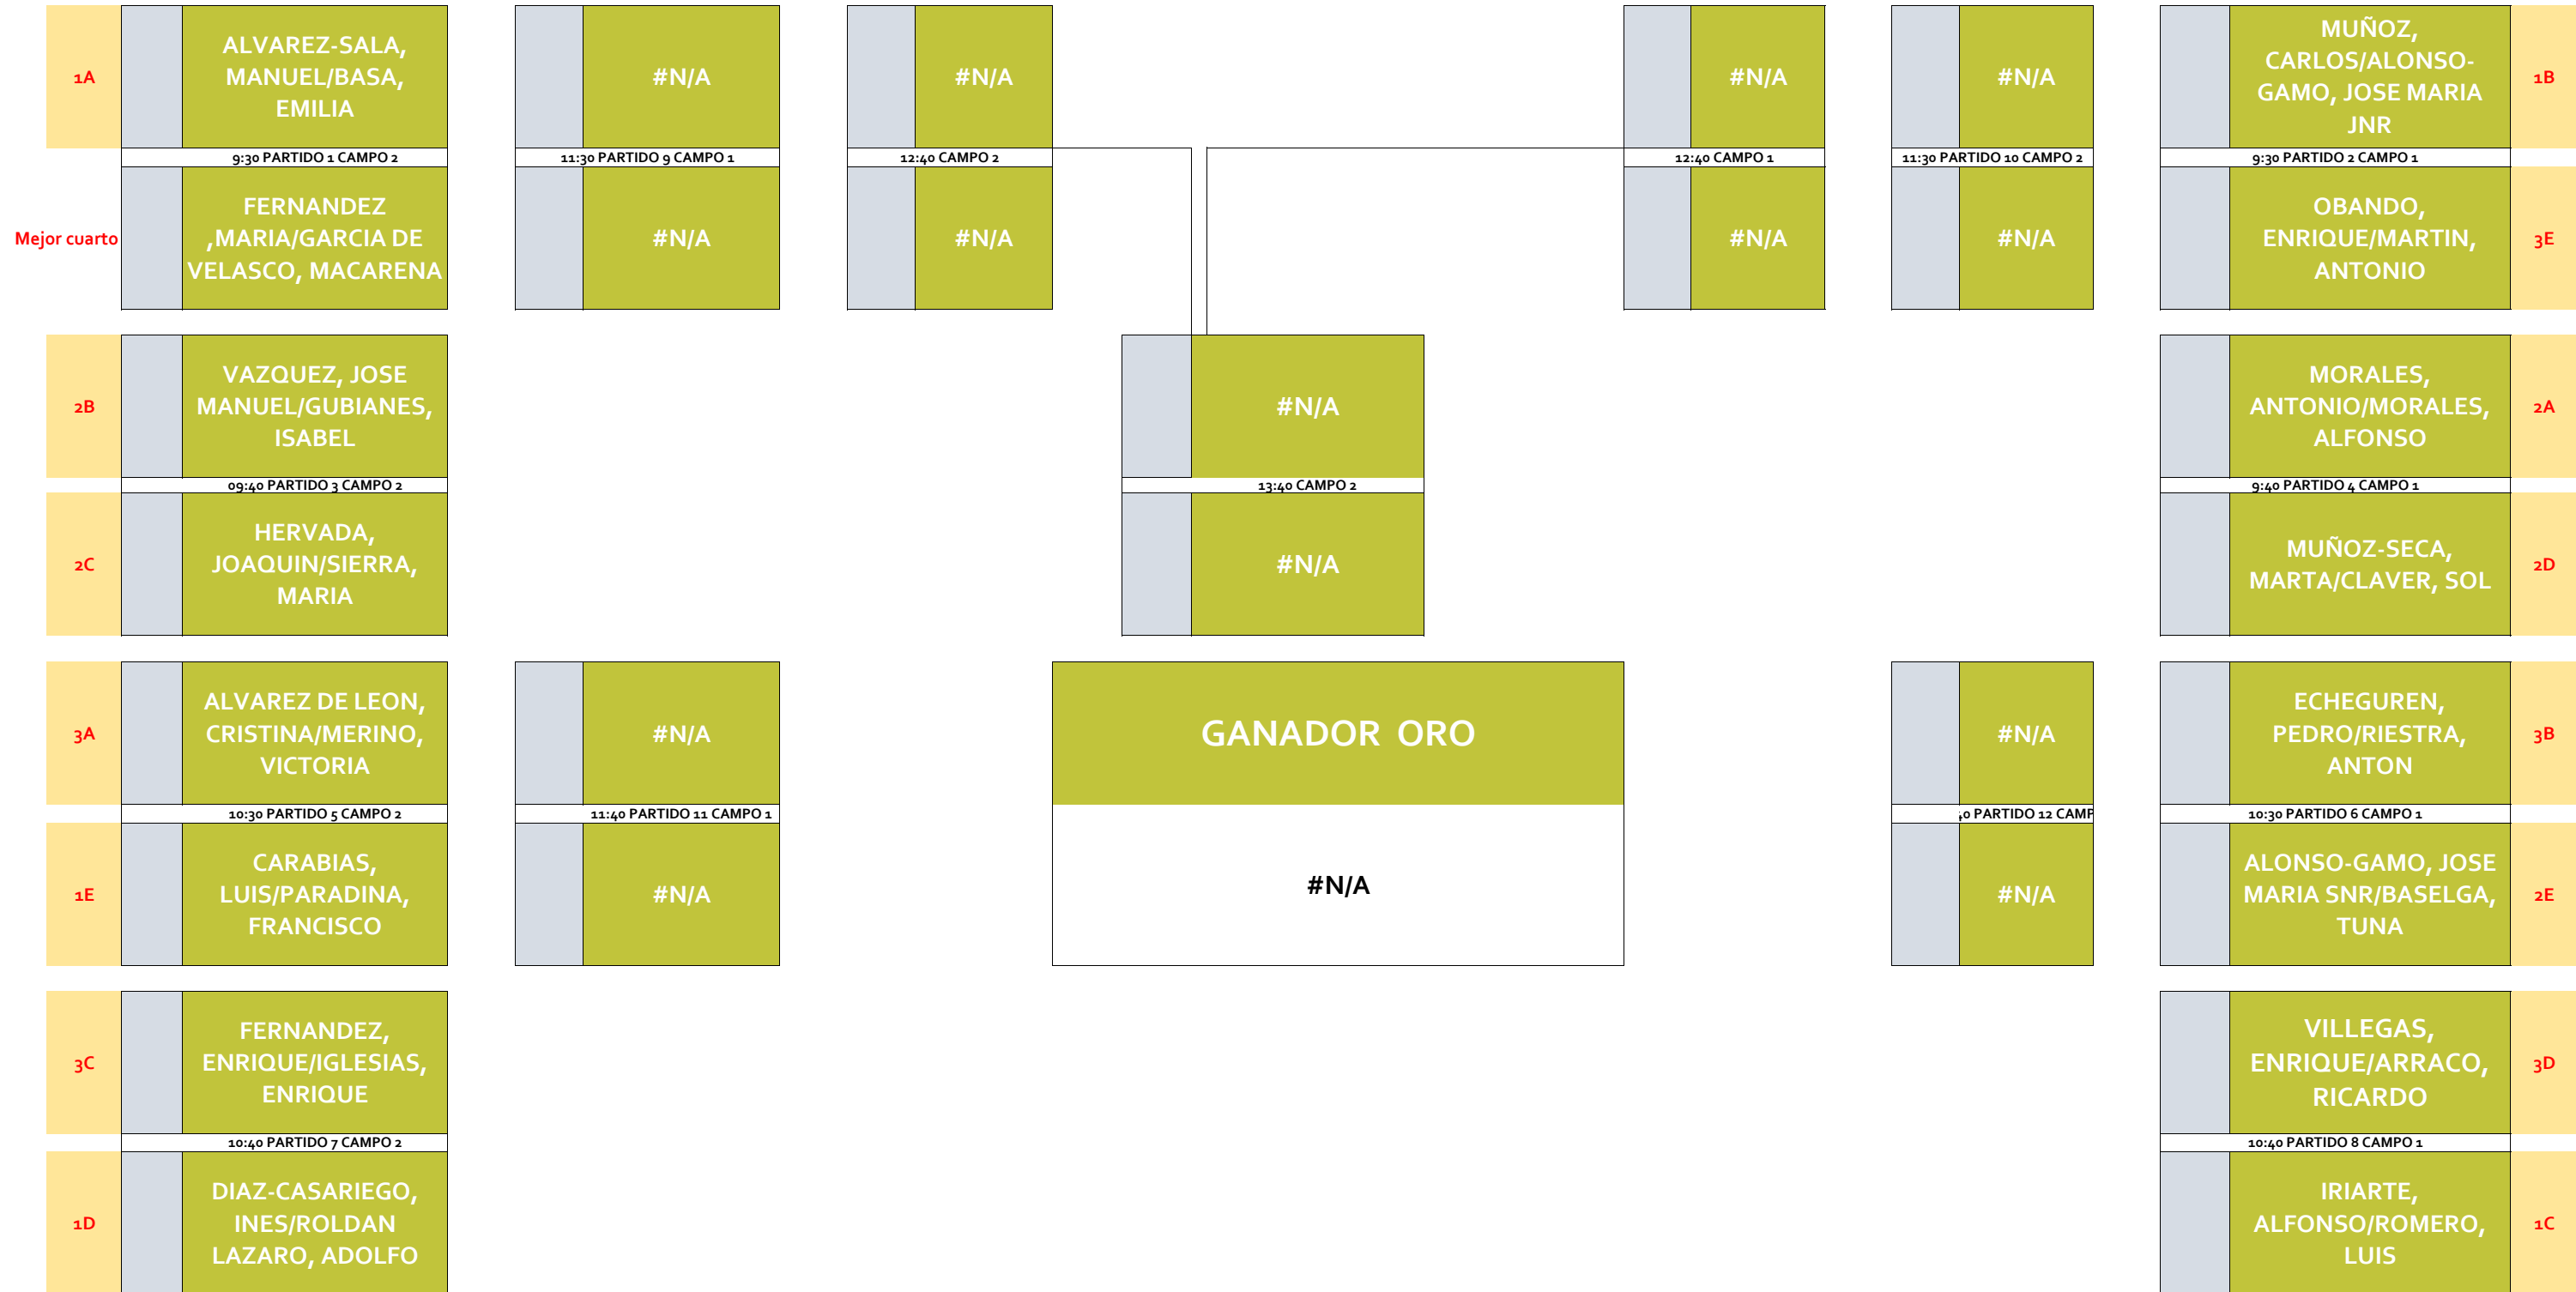 1A
ALVAREZ-SALA,
MANUEL/BASA,
EMILIA
#N/A
#N/A
#N/A
#N/A
MUÑOZ,
CARLOS/ALONSO-
GAMO, JOSE MARIA
JNR
1B
9:30 PARTIDO 1 CAMPO 2
11:30 PARTIDO 9 CAMPO 1
12:40 CAMPO 2
12:40 CAMPO 1
11:30 PARTIDO 10 CAMPO 2
9:30 PARTIDO 2 CAMPO 1
Mejor cuarto
FERNANDEZ
,MARIA/GARCIA DE
VELASCO, MACARENA
#N/A
#N/A
#N/A
#N/A
OBANDO,
ENRIQUE/MARTIN,
ANTONIO
3E
2B
VAZQUEZ, JOSE
MANUEL/GUBIANES,
ISABEL
#N/A
MORALES,
ANTONIO/MORALES,
ALFONSO
2A
09:40 PARTIDO 3 CAMPO 2
13:40 CAMPO 2
9:40 PARTIDO 4 CAMPO 1
2C
HERVADA,
JOAQUIN/SIERRA,
MARIA
#N/A
MUÑOZ-SECA,
MARTA/CLAVER, SOL
2D
3A
ALVAREZ DE LEON,
CRISTINA/MERINO,
VICTORIA
#N/A
GANADOR ORO
#N/A
ECHEGUREN,
PEDRO/RIESTRA,
ANTON
3B
10:30 PARTIDO 5 CAMPO 2
11:40 PARTIDO 11 CAMPO 1
40 PARTIDO 12 CAMP
10:30 PARTIDO 6 CAMPO 1
1E
CARABIAS,
LUIS/PARADINA,
FRANCISCO
#N/A
#N/A
#N/A
ALONSO-GAMO, JOSE
MARIA SNR/BASELGA,
TUNA
2E
3C
FERNANDEZ,
ENRIQUE/IGLESIAS,
ENRIQUE
VILLEGAS,
ENRIQUE/ARRACO,
RICARDO
3D
10:40 PARTIDO 7 CAMPO 2
10:40 PARTIDO 8 CAMPO 1
1D
DIAZ-CASARIEGO,
INES/ROLDAN
LAZARO, ADOLFO
IRIARTE,
ALFONSO/ROMERO,
LUIS
1C